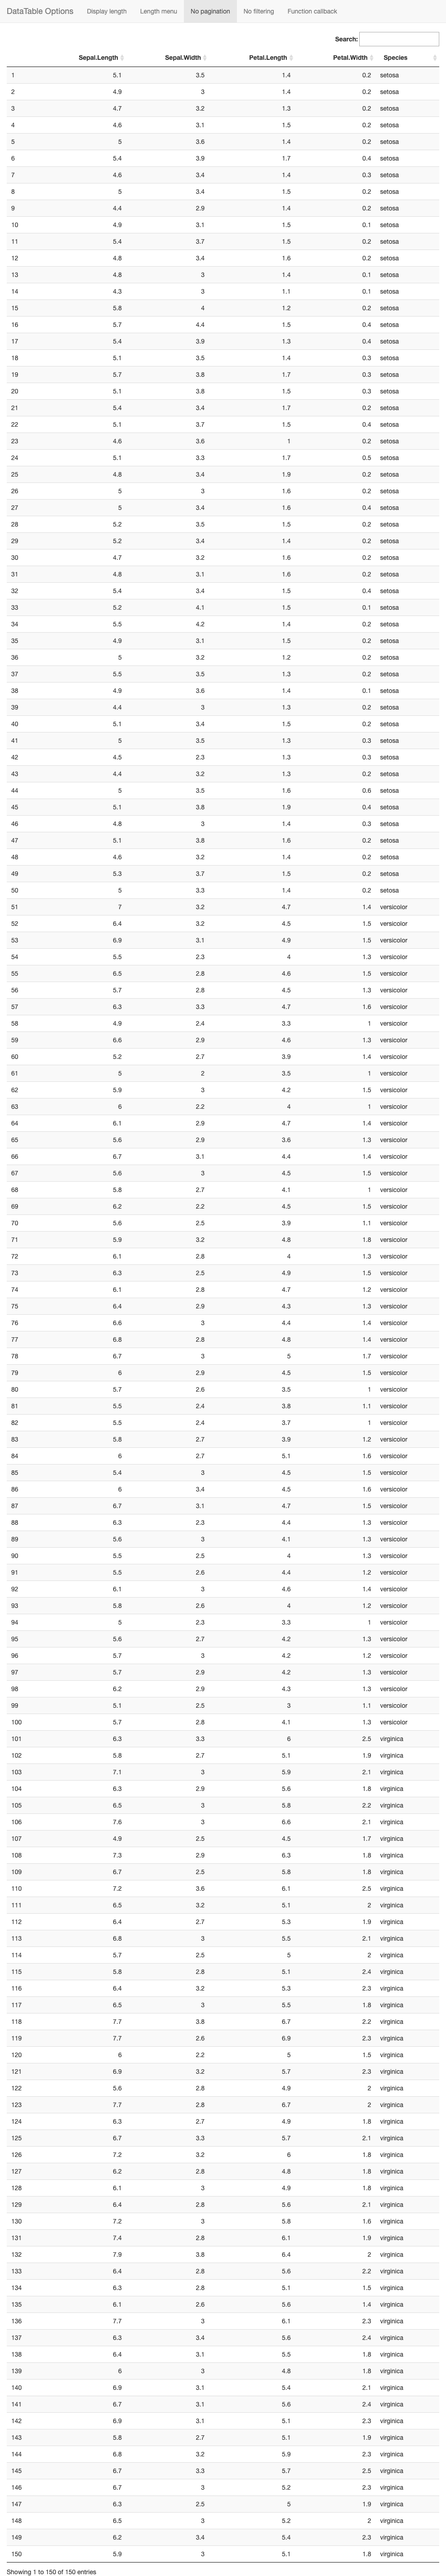 DataTable Options Display length Length menu No pagination No filtering Function callback
Search:
Sepal.Length Sepal.Width Petal.Length Petal.Width Species
1 5.1 3.5 1.4 0.2 setosa
2 4.9 3 1.4 0.2 setosa
3 4.7 3.2 1.3 0.2 setosa
4 4.6 3.1 1.5 0.2 setosa
5 5 3.6 1.4 0.2 setosa
6 5.4 3.9 1.7 0.4 setosa
7 4.6 3.4 1.4 0.3 setosa
8 5 3.4 1.5 0.2 setosa
9 4.4 2.9 1.4 0.2 setosa
10 4.9 3.1 1.5 0.1 setosa
11 5.4 3.7 1.5 0.2 setosa
12 4.8 3.4 1.6 0.2 setosa
13 4.8 3 1.4 0.1 setosa
14 4.3 3 1.1 0.1 setosa
15 5.8 4 1.2 0.2 setosa
16 5.7 4.4 1.5 0.4 setosa
17 5.4 3.9 1.3 0.4 setosa
18 5.1 3.5 1.4 0.3 setosa
19 5.7 3.8 1.7 0.3 setosa
20 5.1 3.8 1.5 0.3 setosa
21 5.4 3.4 1.7 0.2 setosa
22 5.1 3.7 1.5 0.4 setosa
23 4.6 3.6 1 0.2 setosa
24 5.1 3.3 1.7 0.5 setosa
25 4.8 3.4 1.9 0.2 setosa
26 5 3 1.6 0.2 setosa
27 5 3.4 1.6 0.4 setosa
28 5.2 3.5 1.5 0.2 setosa
29 5.2 3.4 1.4 0.2 setosa
30 4.7 3.2 1.6 0.2 setosa
31 4.8 3.1 1.6 0.2 setosa
32 5.4 3.4 1.5 0.4 setosa
33 5.2 4.1 1.5 0.1 setosa
34 5.5 4.2 1.4 0.2 setosa
35 4.9 3.1 1.5 0.2 setosa
36 5 3.2 1.2 0.2 setosa
37 5.5 3.5 1.3 0.2 setosa
38 4.9 3.6 1.4 0.1 setosa
39 4.4 3 1.3 0.2 setosa
40 5.1 3.4 1.5 0.2 setosa
41 5 3.5 1.3 0.3 setosa
42 4.5 2.3 1.3 0.3 setosa
43 4.4 3.2 1.3 0.2 setosa
44 5 3.5 1.6 0.6 setosa
45 5.1 3.8 1.9 0.4 setosa
46 4.8 3 1.4 0.3 setosa
47 5.1 3.8 1.6 0.2 setosa
48 4.6 3.2 1.4 0.2 setosa
49 5.3 3.7 1.5 0.2 setosa
50 5 3.3 1.4 0.2 setosa
51 7 3.2 4.7 1.4 versicolor
52 6.4 3.2 4.5 1.5 versicolor
53 6.9 3.1 4.9 1.5 versicolor
54 5.5 2.3 4 1.3 versicolor
55 6.5 2.8 4.6 1.5 versicolor
56 5.7 2.8 4.5 1.3 versicolor
57 6.3 3.3 4.7 1.6 versicolor
58 4.9 2.4 3.3 1 versicolor
59 6.6 2.9 4.6 1.3 versicolor
60 5.2 2.7 3.9 1.4 versicolor
61 5 2 3.5 1 versicolor
62 5.9 3 4.2 1.5 versicolor
63 6 2.2 4 1 versicolor
64 6.1 2.9 4.7 1.4 versicolor
65 5.6 2.9 3.6 1.3 versicolor
66 6.7 3.1 4.4 1.4 versicolor
67 5.6 3 4.5 1.5 versicolor
68 5.8 2.7 4.1 1 versicolor
69 6.2 2.2 4.5 1.5 versicolor
70 5.6 2.5 3.9 1.1 versicolor
71 5.9 3.2 4.8 1.8 versicolor
72 6.1 2.8 4 1.3 versicolor
73 6.3 2.5 4.9 1.5 versicolor
74 6.1 2.8 4.7 1.2 versicolor
75 6.4 2.9 4.3 1.3 versicolor
76 6.6 3 4.4 1.4 versicolor
77 6.8 2.8 4.8 1.4 versicolor
78 6.7 3 5 1.7 versicolor
79 6 2.9 4.5 1.5 versicolor
80 5.7 2.6 3.5 1 versicolor
81 5.5 2.4 3.8 1.1 versicolor
82 5.5 2.4 3.7 1 versicolor
83 5.8 2.7 3.9 1.2 versicolor
84 6 2.7 5.1 1.6 versicolor
85 5.4 3 4.5 1.5 versicolor
86 6 3.4 4.5 1.6 versicolor
87 6.7 3.1 4.7 1.5 versicolor
88 6.3 2.3 4.4 1.3 versicolor
89 5.6 3 4.1 1.3 versicolor
90 5.5 2.5 4 1.3 versicolor
91 5.5 2.6 4.4 1.2 versicolor
92 6.1 3 4.6 1.4 versicolor
93 5.8 2.6 4 1.2 versicolor
94 5 2.3 3.3 1 versicolor
95 5.6 2.7 4.2 1.3 versicolor
96 5.7 3 4.2 1.2 versicolor
97 5.7 2.9 4.2 1.3 versicolor
98 6.2 2.9 4.3 1.3 versicolor
99 5.1 2.5 3 1.1 versicolor
100 5.7 2.8 4.1 1.3 versicolor
101 6.3 3.3 6 2.5 virginica
102 5.8 2.7 5.1 1.9 virginica
103 7.1 3 5.9 2.1 virginica
104 6.3 2.9 5.6 1.8 virginica
105 6.5 3 5.8 2.2 virginica
106 7.6 3 6.6 2.1 virginica
107 4.9 2.5 4.5 1.7 virginica
108 7.3 2.9 6.3 1.8 virginica
109 6.7 2.5 5.8 1.8 virginica
110 7.2 3.6 6.1 2.5 virginica
111 6.5 3.2 5.1 2 virginica
112 6.4 2.7 5.3 1.9 virginica
113 6.8 3 5.5 2.1 virginica
114 5.7 2.5 5 2 virginica
115 5.8 2.8 5.1 2.4 virginica
116 6.4 3.2 5.3 2.3 virginica
117 6.5 3 5.5 1.8 virginica
118 7.7 3.8 6.7 2.2 virginica
119 7.7 2.6 6.9 2.3 virginica
120 6 2.2 5 1.5 virginica
121 6.9 3.2 5.7 2.3 virginica
122 5.6 2.8 4.9 2 virginica
123 7.7 2.8 6.7 2 virginica
124 6.3 2.7 4.9 1.8 virginica
125 6.7 3.3 5.7 2.1 virginica
126 7.2 3.2 6 1.8 virginica
127 6.2 2.8 4.8 1.8 virginica
128 6.1 3 4.9 1.8 virginica
129 6.4 2.8 5.6 2.1 virginica
130 7.2 3 5.8 1.6 virginica
131 7.4 2.8 6.1 1.9 virginica
132 7.9 3.8 6.4 2 virginica
133 6.4 2.8 5.6 2.2 virginica
134 6.3 2.8 5.1 1.5 virginica
135 6.1 2.6 5.6 1.4 virginica
136 7.7 3 6.1 2.3 virginica
137 6.3 3.4 5.6 2.4 virginica
138 6.4 3.1 5.5 1.8 virginica
139 6 3 4.8 1.8 virginica
140 6.9 3.1 5.4 2.1 virginica
141 6.7 3.1 5.6 2.4 virginica
142 6.9 3.1 5.1 2.3 virginica
143 5.8 2.7 5.1 1.9 virginica
144 6.8 3.2 5.9 2.3 virginica
145 6.7 3.3 5.7 2.5 virginica
146 6.7 3 5.2 2.3 virginica
147 6.3 2.5 5 1.9 virginica
148 6.5 3 5.2 2 virginica
149 6.2 3.4 5.4 2.3 virginica
150 5.9 3 5.1 1.8 virginica
Showing 1 to 150 of 150 entries